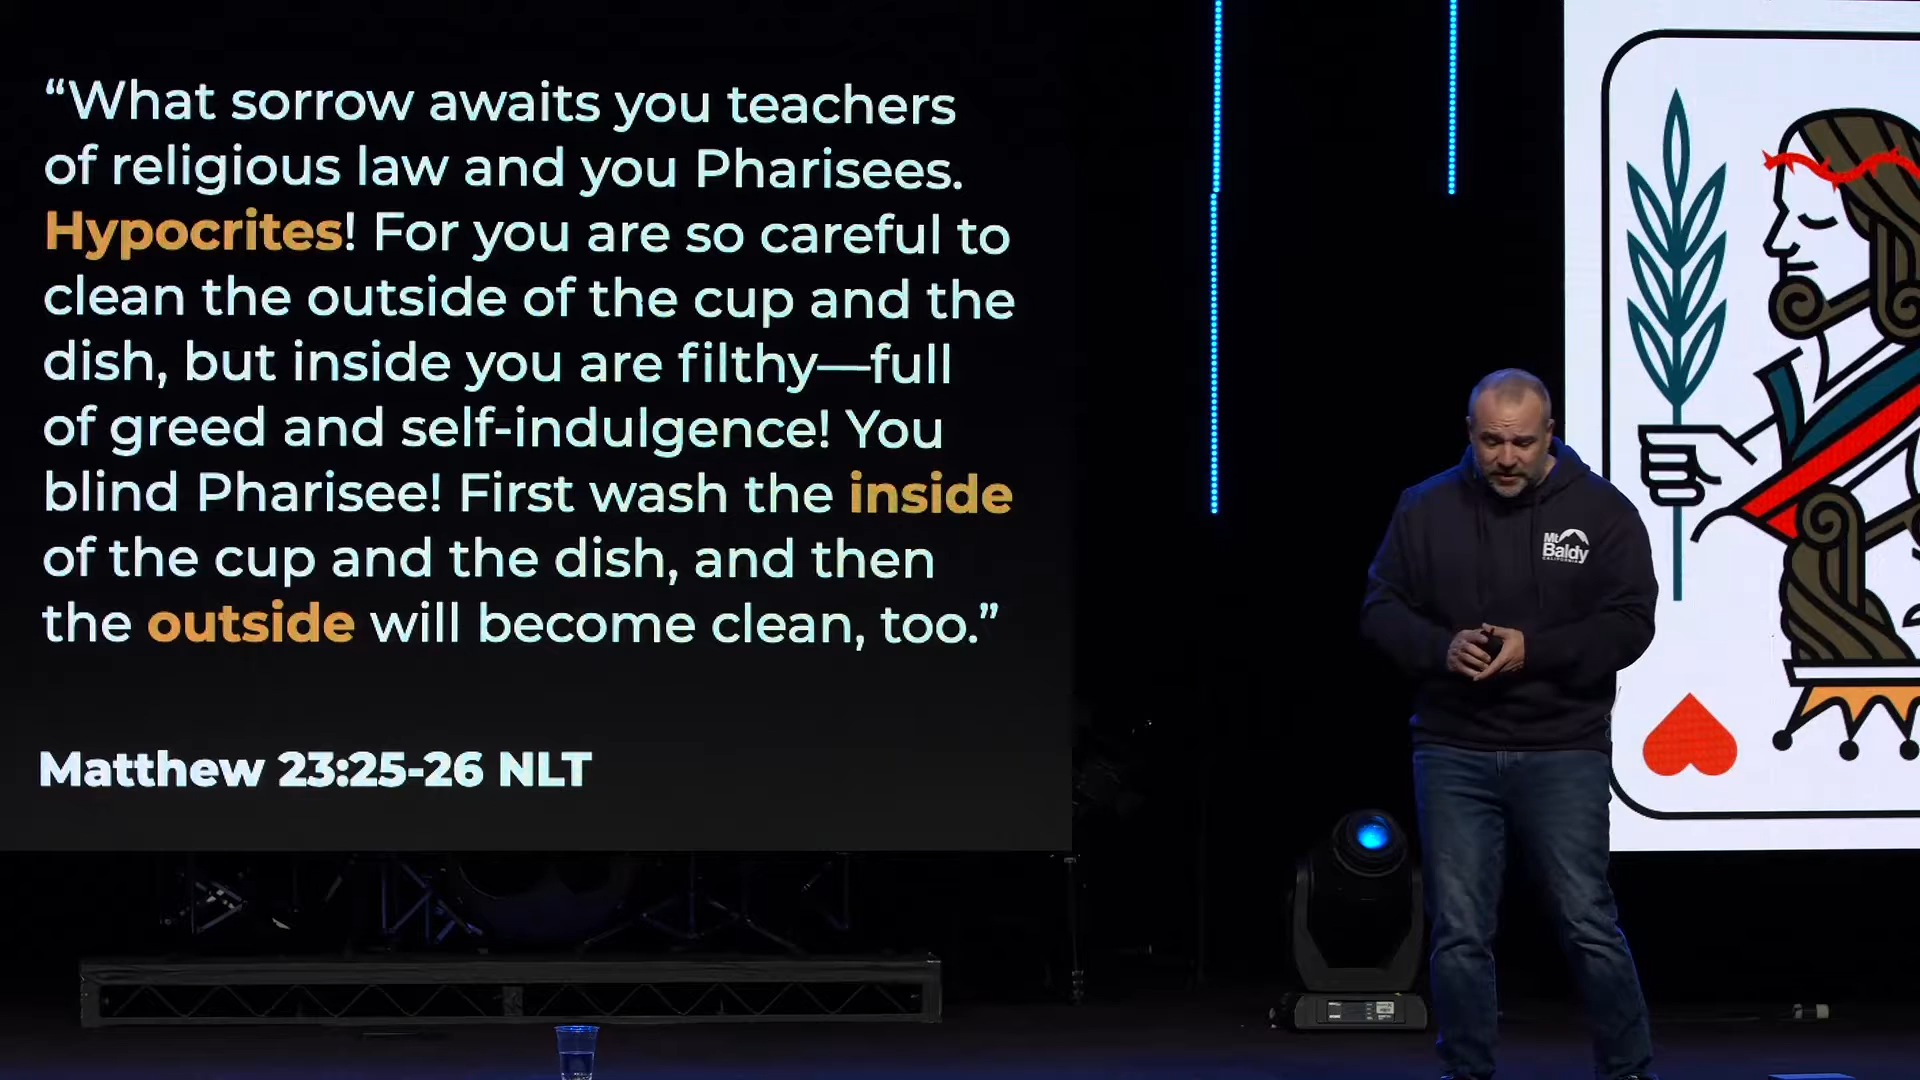 “What sorrow awaits you teachers
of religious law and you Pharisees.
Hypocrites! For you are so careful to
clean the outside of the cup and the
dish, but inside you are filthy—full
of greed and self-indulgence! You
blind Pharisee! First wash the inside
of the cup and the dish, and then
the outside will become clean, too.”
Matthew 23:25-26 NLT
Mt
Baldy
CALIFORNIA